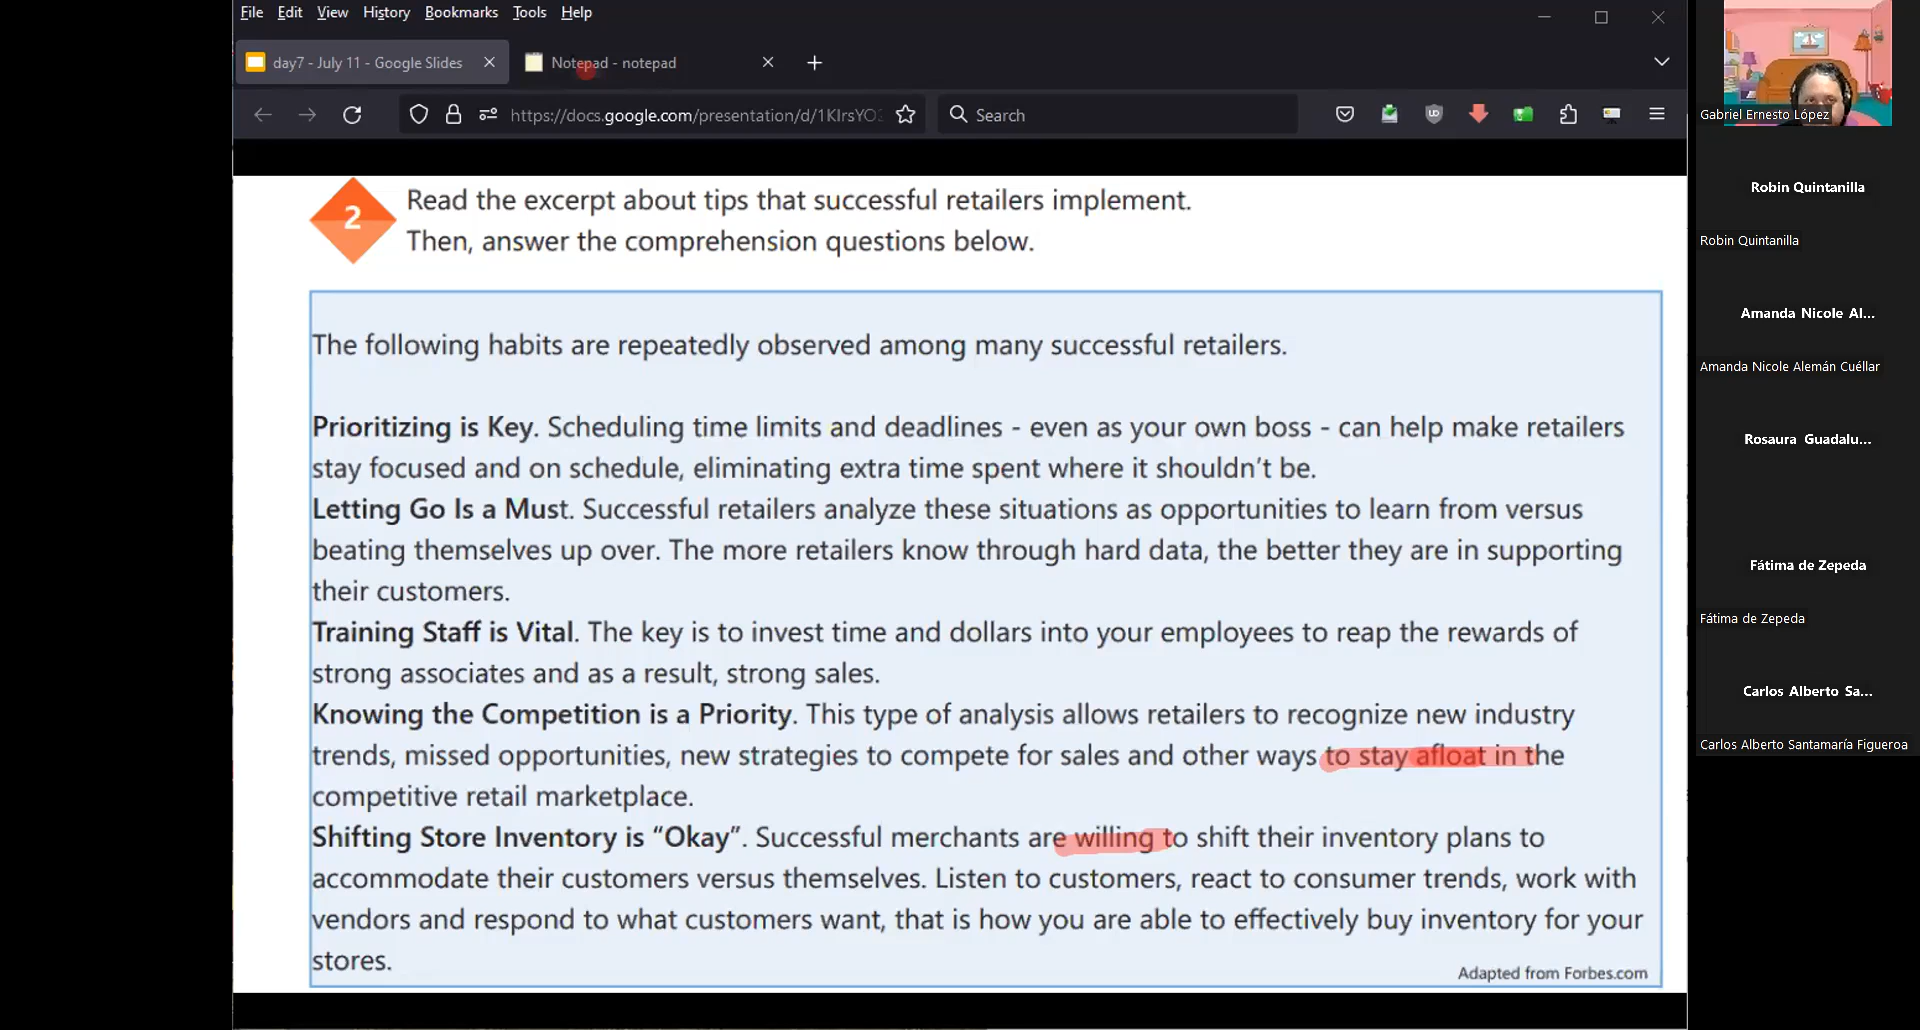 File Edit View History Bookmarks Tools Help
day7 - July 11 - Google Slides
Notepad - notepad
https://docs.google.com/presentation/d/1KIrsYO
Search
2
Read the excerpt about tips that successful retailers implement.
Then, answer the comprehension questions below.
The following habits are repeatedly observed among many successful retailers.
Prioritizing is Key. Scheduling time limits and deadlines - even as your own boss - can help make retailers
stay focused and on schedule, eliminating extra time spent where it shouldn't be.
Letting Go Is a Must. Successful retailers analyze these situations as opportunities to learn from versus
beating themselves up over. The more retailers know through hard data, the better they are in supporting
their customers.
Training Staff is Vital. The key is to invest time and dollars into your employees to reap the rewards of
strong associates and as a result, strong sales.
Knowing the Competition is a Priority. This type of analysis allows retailers to recognize new industry
trends, missed opportunities, new strategies to compete for sales and other ways to stay afloat in the
competitive retail marketplace.
Shifting Store Inventory is “Okay”. Successful merchants are willing to shift their inventory plans to
accommodate their customers versus themselves. Listen to customers, react to consumer trends, work with
vendors and respond to what customers want, that is how you are able to effectively buy inventory for your
stores.
Adapted from Forbes.com
Gabriel Ernesto López
Robin Quintanilla
Robin Quintanilla
Amanda Nicole Al...
Amanda Nicole Alemán Cuéllar
Rosaura Guadalu...
Fátima de Zepeda
Fátima de Zepeda
Carlos Alberto Sa...
Carlos Alberto Santamaría Figueroa